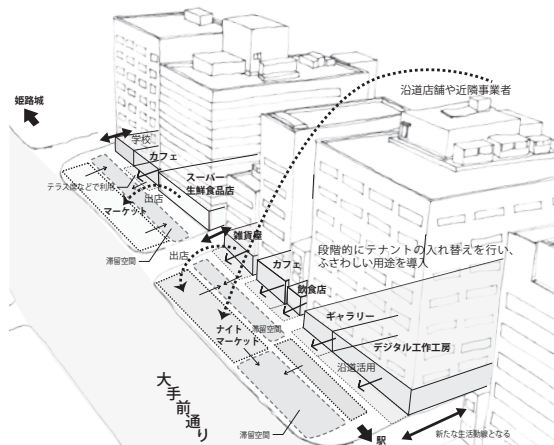 姫路城
沿道店舗や近隣事業者
学校
カフェ
スーパー
生鮮食品店
テラス席などで利用
出店
マーケット
滞留空間
雑貨屋
出店
カフェ
段階的にテナントの入れ替えを行い、
ふさわしい用途を導入
飲食店
ギャラリー
ナイト
マーケット
滞留空間
デジタル工作工房
沿道活用
大手前通り
滞留空間
駅
新たな生活動線となる